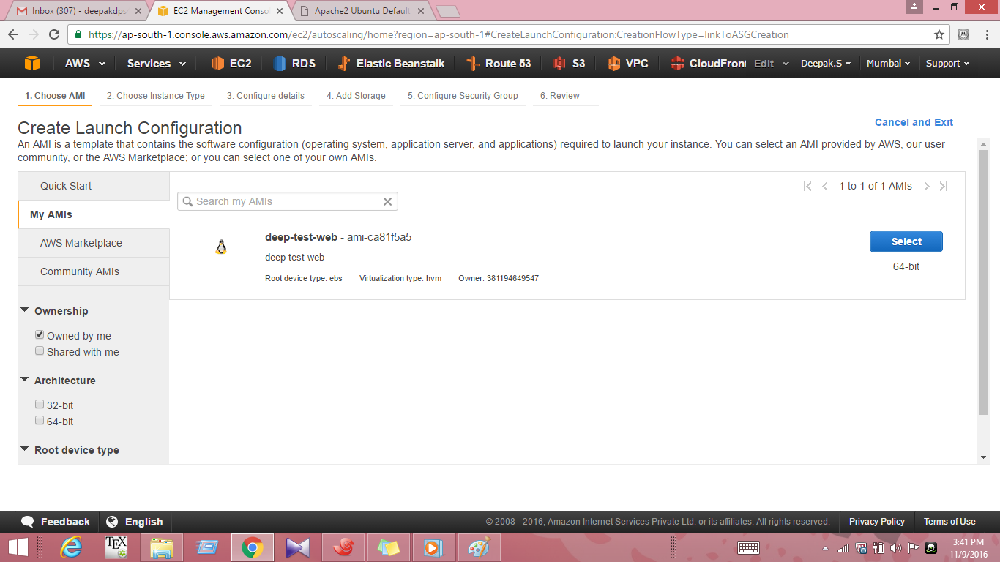 Inbox (307) - deepakdps
EC2 Management Conso
Apache2 Ubuntu Default
https://ap-south-1.console.aws.amazon.com/ec2/autoscaling/home?region=ap-south-1#CreateLaunchConfiguration:CreationFlowType=linkToASGCreation
AWS Services EC2 RDS Elastic Beanstalk Route 53 S3 VPC CloudFront Edit Deepak.S Mumbai Support
1. Choose AMI 2. Choose Instance Type 3. Configure details 4. Add Storage 5. Configure Security Group 6. Review
Create Launch Configuration
Cancel and Exit
An AMI is a template that contains the software configuration (operating system, application server, and applications) required to launch your instance. You can select an AMI provided by AWS, our user
community, or the AWS Marketplace; or you can select one of your own AMIs.
Quick Start
My AMIs
AWS Marketplace
Community AMIs
Ownership
Owned by me
Shared with me
Architecture
32-bit
64-bit
Root device type
1 to 1 of 1 AMIs
Search my AMIs
deep-test-web - ami-ca81f5a5
deep-test-web
Root device type: ebs Virtualization type: hvm Owner: 381194649547
Select
64-bit
Feedback English
© 2008 - 2016, Amazon Internet Services Private Ltd. or its affiliates. All rights reserved. Privacy Policy Terms of Use
TEX
3:41 PM
11/9/2016